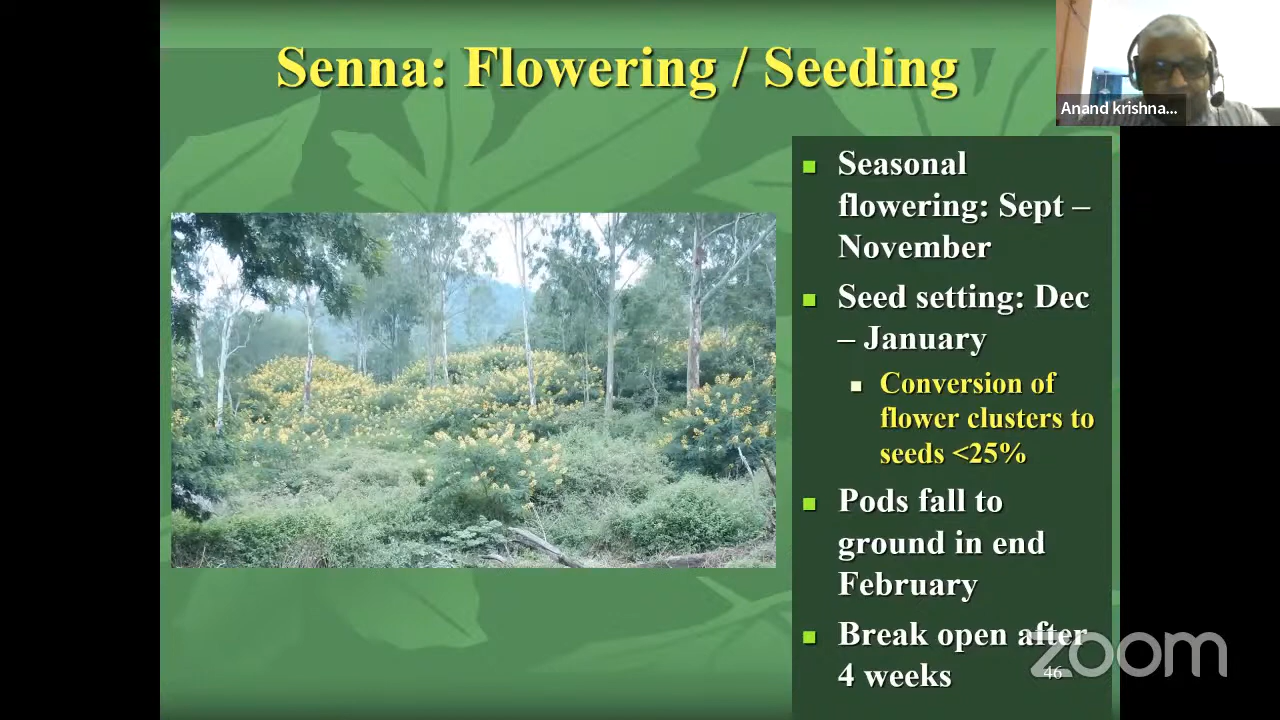 Senna: Flowering / Seeding
Anand krishna...
Seasonal
flowering: Sept –
November
Seed setting: Dec
– January
Conversion of
flower clusters to
seeds <25%
Pods fall to
ground in end
February
Break open after
4 weeks
46
zoom